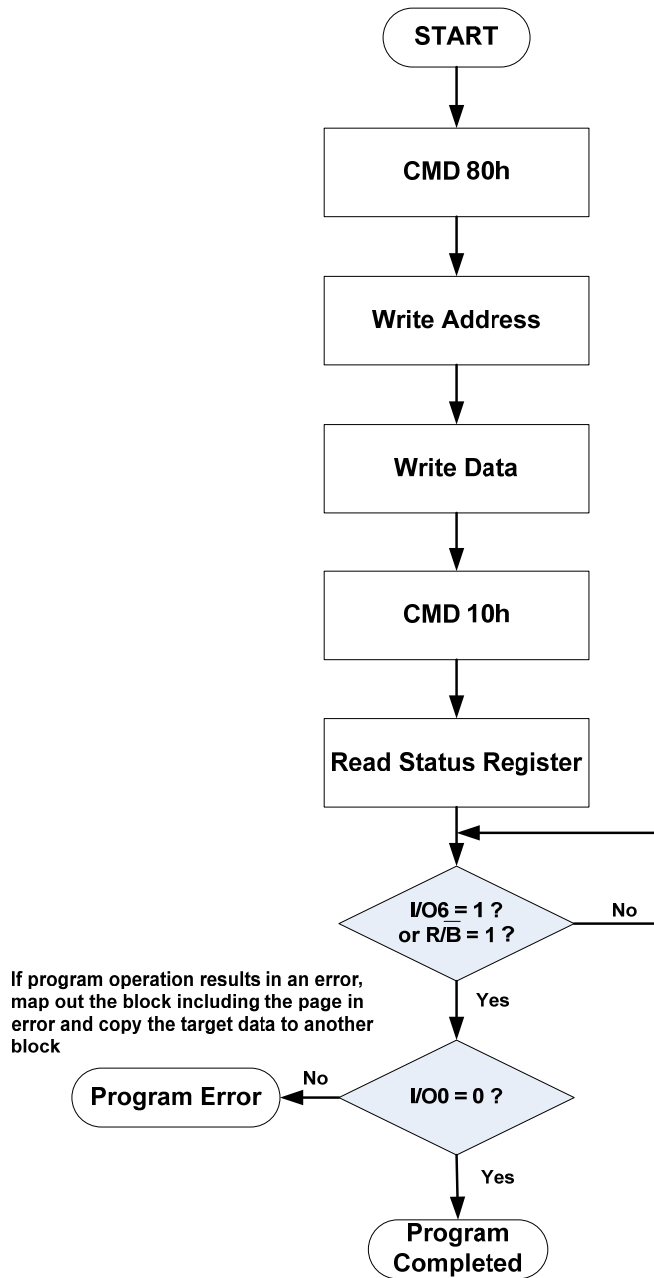 START
CMD 80h
Write Address
Write Data
CMD 10h
Read Status Register
I/O6 = 1 ?
or R/B̅ = 1 ?
No
Yes
If program operation results in an error,
map out the block including the page in
error and copy the target data to another
block
I/O0 = 0 ?
No
Program Error
Yes
Program
Completed